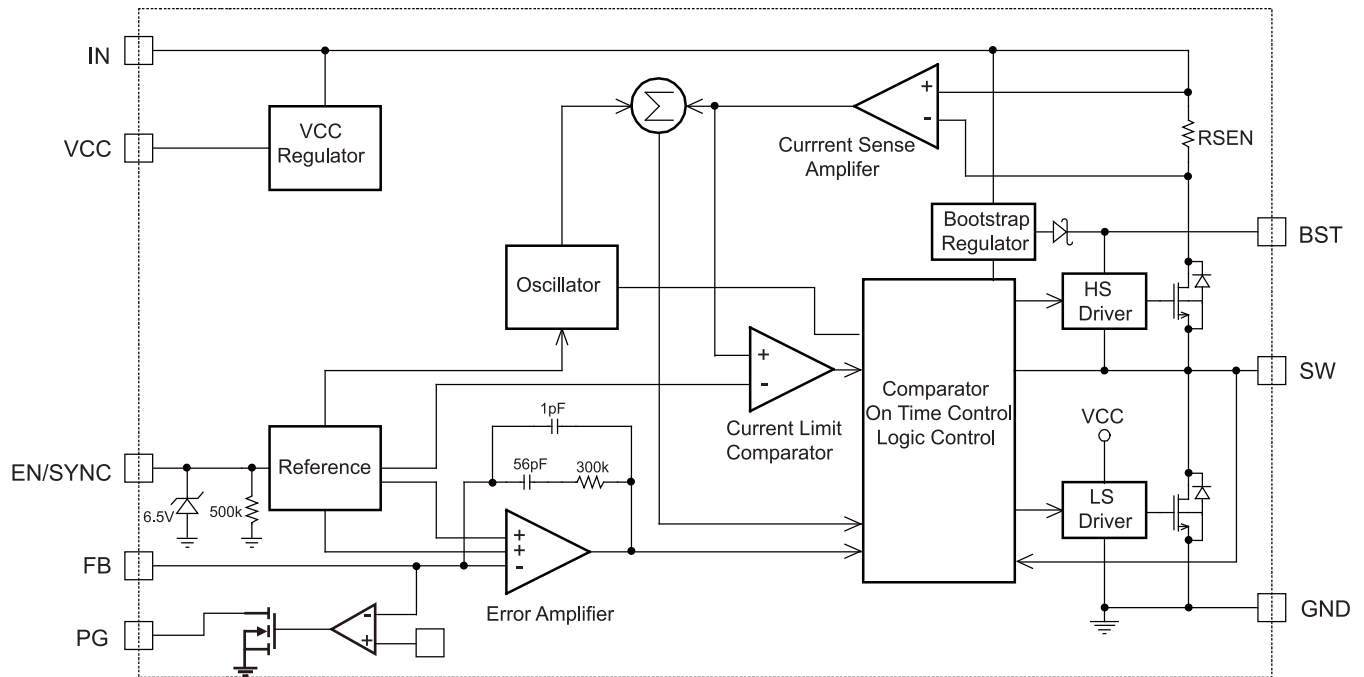 IN
VCC
Regulator
VCC
Σ
+
-
Currrent Sense
Amplifer
RSEN
Bootstrap
Regulator
BST
Oscillator
HS
Driver
+
-
Current Limit
Comparator
Comparator
On Time Control
Logic Control
SW
VCC
1pF
56pF
300k
EN/SYNC
Reference
6.5V
500k
LS
Driver
+
+
-
Error Amplifier
FB
GND
PG
-
+